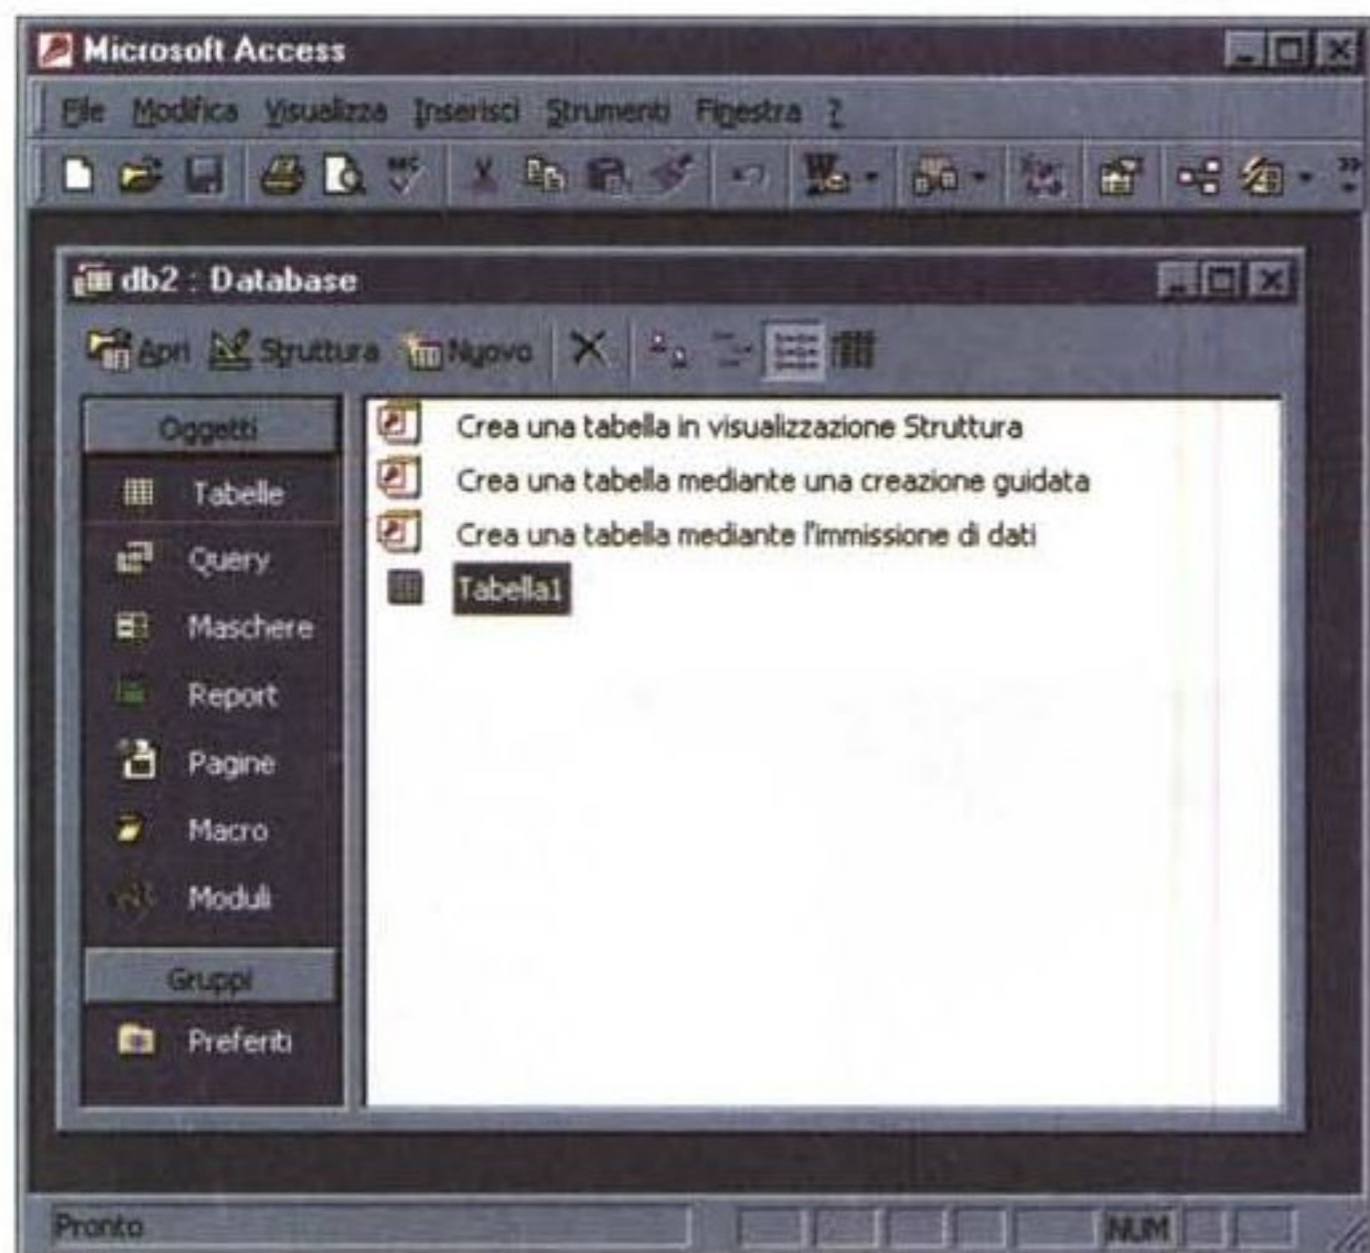 Microsoft Access
File Modifica Visualizza Inserisci Strumenti Finestra ?
db2 : Database
Apri Struttura Nuovo
Oggetti
Tabelle
Query
Maschere
Report
Pagine
Macro
Moduli
Gruppi
Preferiti
Crea una tabella in visualizzazione Struttura
Crea una tabella mediante una creazione guidata
Crea una tabella mediante l'immissione di dati
Tabella1
Pronto
NUM